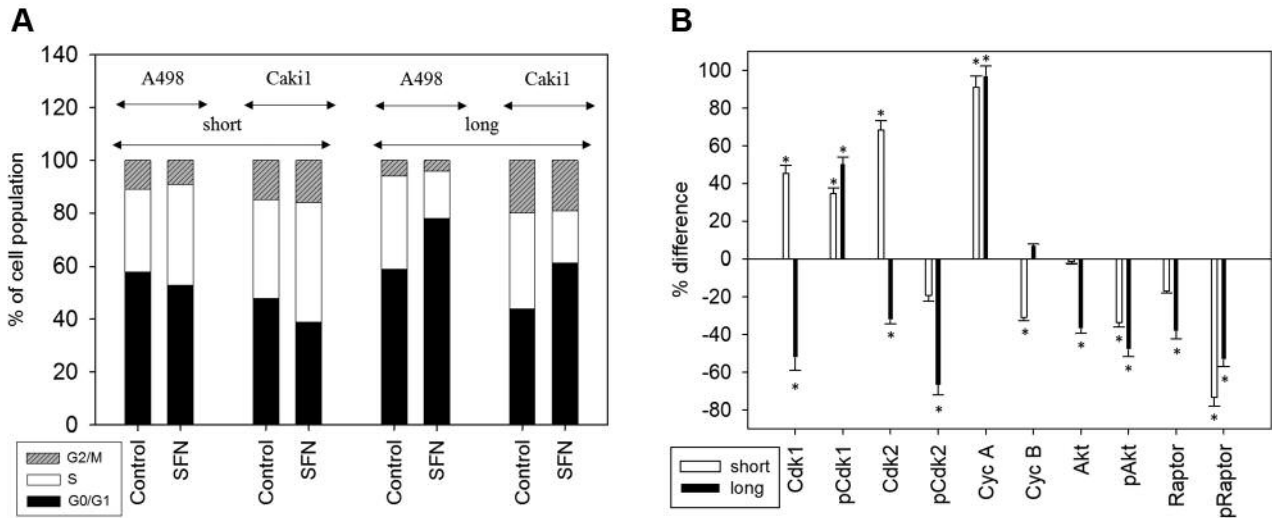 A
140
120
100
80
60
40
20
0
% of cell population
A498
Caki1
A498
Caki1
short
long
Control
SFN
Control
SFN
Control
SFN
Control
SFN
G2/M
S
G0/G1
B
100
80
60
40
20
0
-20
-40
-60
-80
% difference
* * * * * * *
* * * * * * * * * *
Cdk1
pCdk1
Cdk2
pCdk2
Cyc A
Cyc B
Akt
pAkt
Raptor
pRaptor
short
long